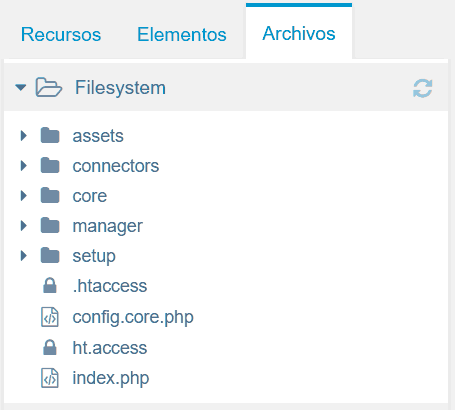 Recursos Elementos Archivos
Filesystem
assets
connectors
core
manager
setup
.htaccess
config.core.php
ht.access
index.php